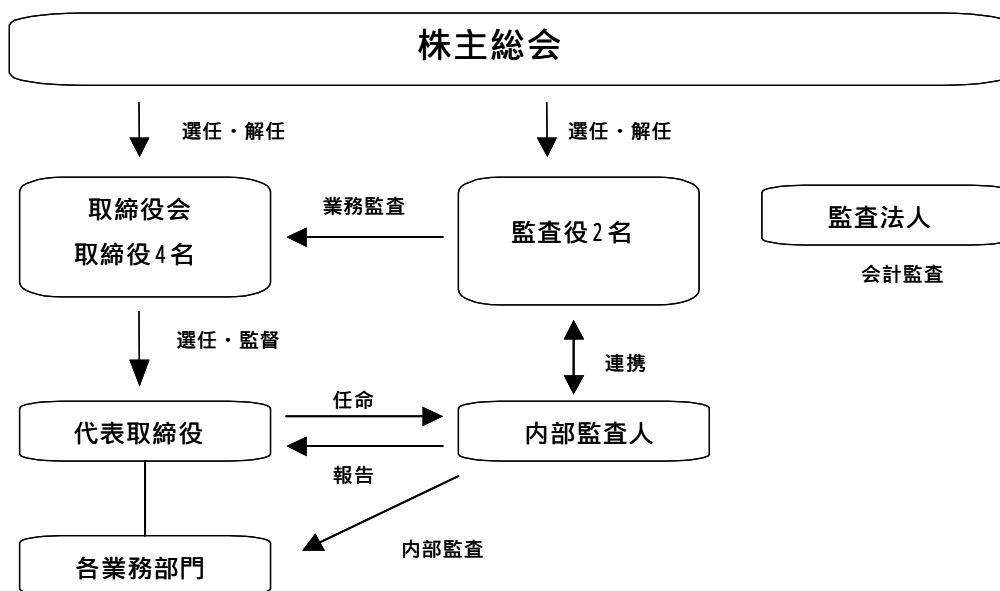 株主総会
選任・解任
選任・解任
取締役会
取締役4名
業務監査
監査役2名
監査法人
会計監査
選任・監督
連携
代表取締役
任命
報告
内部監査人
内部監査
各業務部門